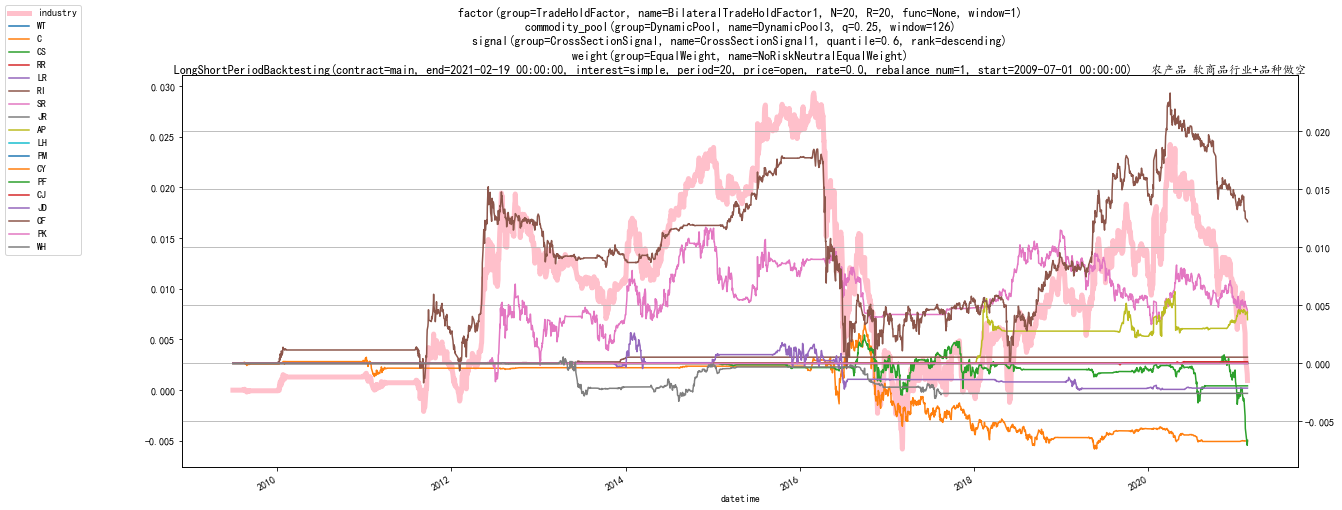 factor(group=TradeHoldFactor, name=BilateralTradeHoldFactor1, N=20, R=20, func=None, window=1)
commodity_pool(group=DynamicPool, name=DynamicPool3, q=0.25, window=126)
signal(group=CrossSectionSignal, name=CrossSectionSignal1, quantile=0.6, rank=descending)
weight(group=EqualWeight, name=NoRiskNeutralEqualWeight)
LongShortPeriodBacktesting(contract=main, end=2021-02-19 00:00:00, interest=simple, period=20, price=open, rate=0.0, rebalance_num=1, start=2009-07-01 00:00:00) 农产品_软商品行业+品种做空
industry
WT
C
CS
RR
LR
RI
SR
JR
AP
LH
PM
CY
PF
CJ
JD
CF
PK
WH
0.030
0.025
0.020
0.015
0.010
0.005
0.000
-0.005
0.020
0.015
0.010
0.005
0.000
-0.005
2010
2012
2014
2016
2018
2020
datetime